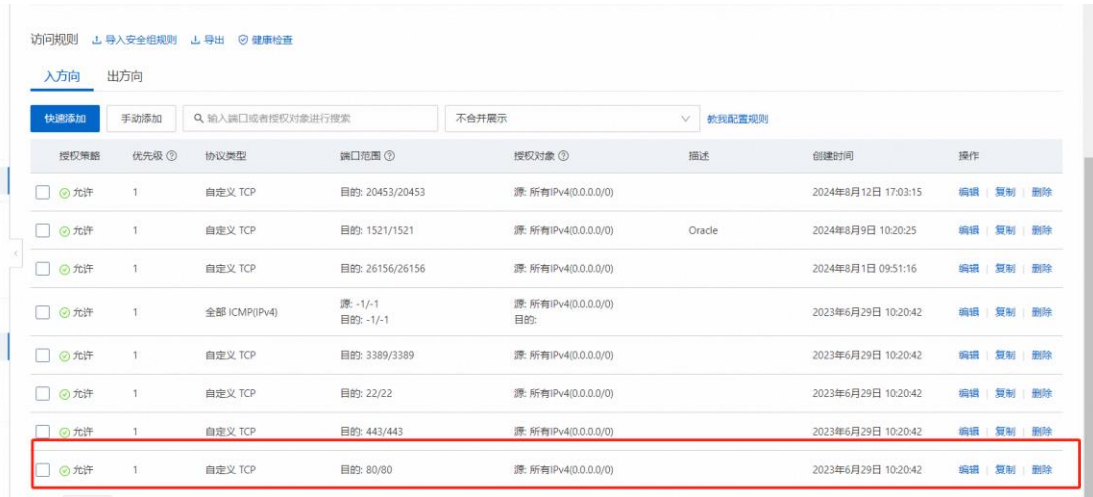 访问规则 导入安全组规则 导出 健康检查
入方向 出方向
快速添加 手动添加 输入端口或者授权对象进行搜索 不合并展示 教我配置规则
授权策略 优先级 协议类型 端口范围 授权对象 描述 创建时间 操作
允许 1 自定义 TCP 目的: 20453/20453 源: 所有IPv4(0.0.0.0/0) 2024年8月12日 17:03:15 编辑 复制 删除
允许 1 自定义 TCP 目的: 1521/1521 源: 所有IPv4(0.0.0.0/0) Oracle 2024年8月9日 10:20:25 编辑 复制 删除
允许 1 自定义 TCP 目的: 26156/26156 源: 所有IPv4(0.0.0.0/0) 2024年8月1日 09:51:16 编辑 复制 删除
源: -1/-1 源: 所有IPv4(0.0.0.0/0)
允许 1 全部 ICMP(IPv4) 2023年6月29日 10:20:42 编辑 复制 删除
目的: -1/-1 目的:
允许 1 自定义 TCP 目的: 3389/3389 源: 所有IPv4(0.0.0.0/0) 2023年6月29日 10:20:42 编辑 复制 删除
允许 1 自定义 TCP 目的: 22/22 源: 所有IPv4(0.0.0.0/0) 2023年6月29日 10:20:42 编辑 复制 删除
允许 1 自定义 TCP 目的: 443/443 源: 所有IPv4(0.0.0.0/0) 2023年6月29日 10:20:42 编辑 复制 删除
允许 1 自定义 TCP 目的: 80/80 源: 所有IPv4(0.0.0.0/0) 2023年6月29日 10:20:42 编辑 复制 删除